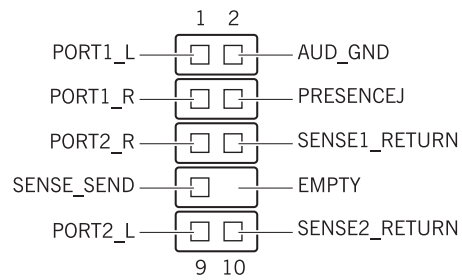 1 2
PORT1_L AUD_GND
PORT1_R PRESENCEJ
PORT2_R SENSE1_RETURN
SENSE_SEND EMPTY
PORT2_L SENSE2_RETURN
9 10